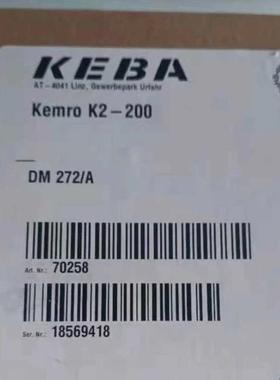 KEBA
AT-4041 Linz, Gewerbepark Urfahr
Kemro K2-200
DM 272/A
Art. Nr.: 70258
Ser. Nr.: 18569418